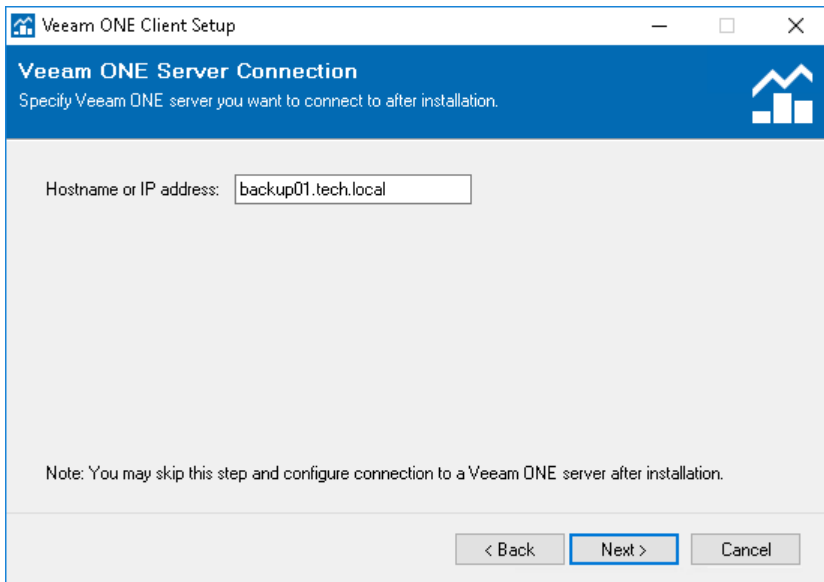 Veeam ONE Client Setup
Veeam ONE Server Connection
Specify Veeam ONE server you want to connect to after installation.
Hostname or IP address: backup01.tech.local
Note: You may skip this step and configure connection to a Veeam ONE server after installation.
< Back Next > Cancel